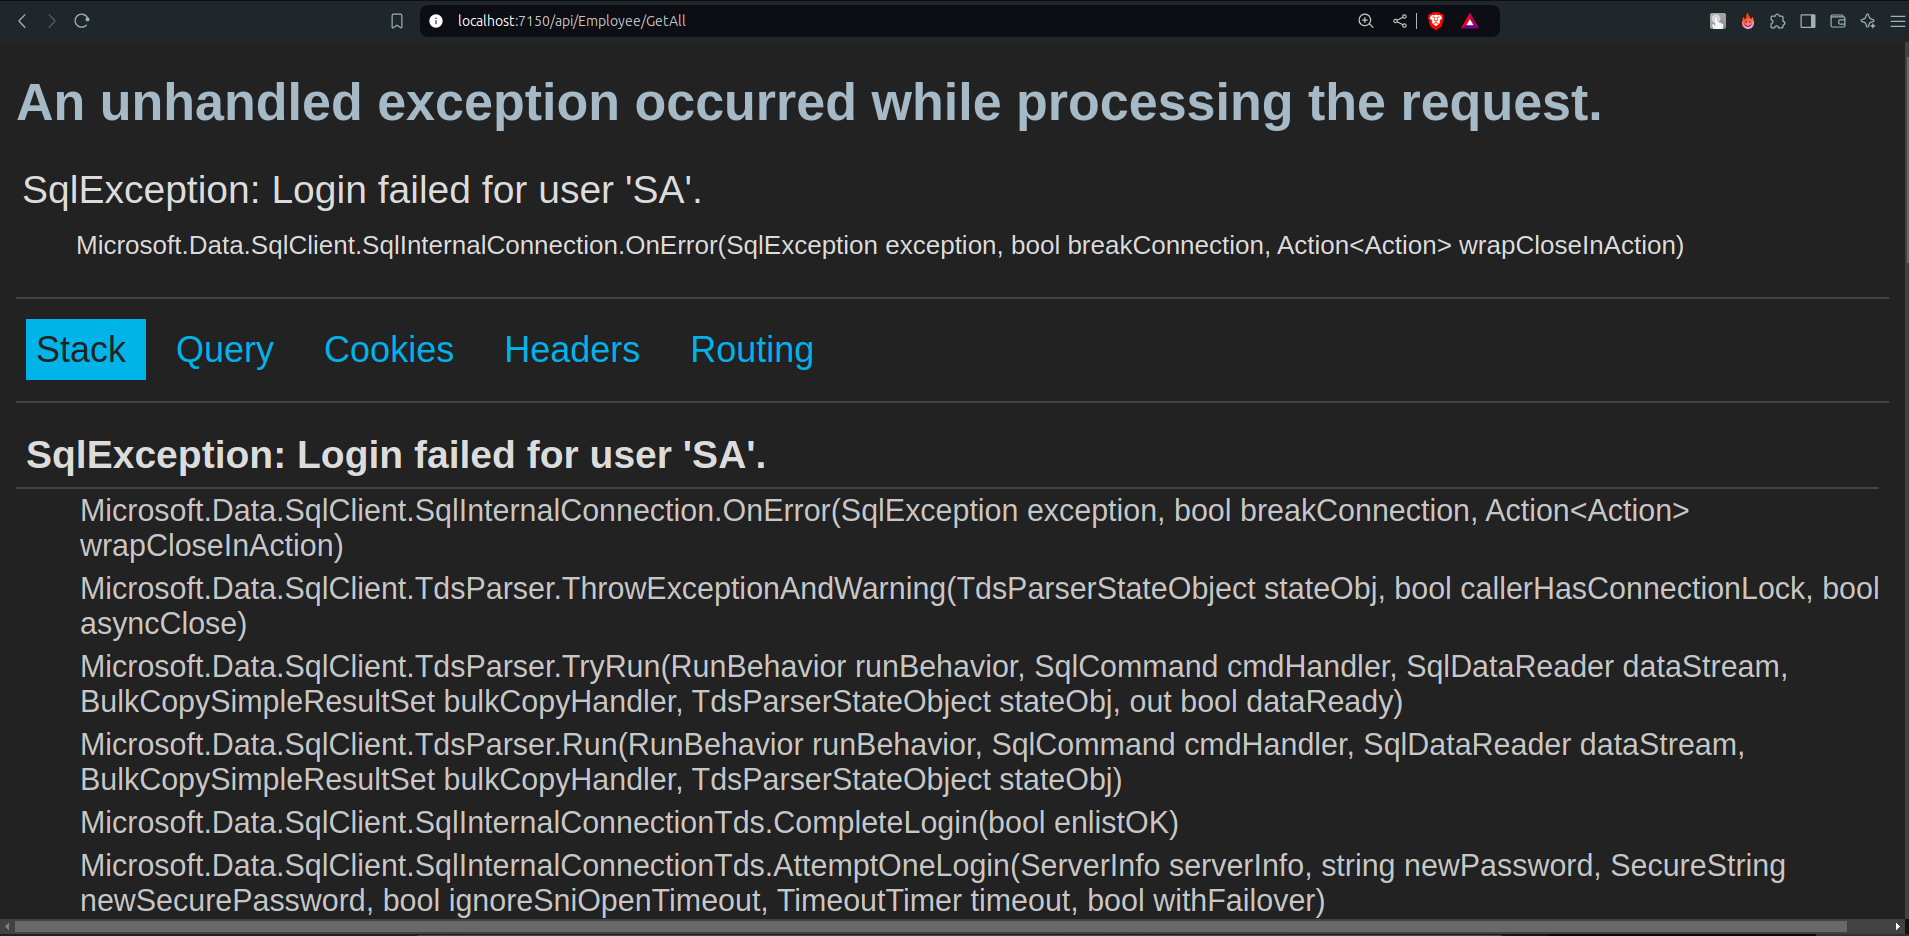 localhost:7150/api/Employee/GetAll
An unhandled exception occurred while processing the request.
SqlException: Login failed for user 'SA'.
Microsoft.Data.SqlClient.SqlInternalConnection.OnError(SqlException exception, bool breakConnection, Action<Action> wrapCloseInAction)
Stack Query Cookies Headers Routing
SqlException: Login failed for user 'SA'.
Microsoft.Data.SqlClient.SqlInternalConnection.OnError(SqlException exception, bool breakConnection, Action<Action>
wrapCloseInAction)
Microsoft.Data.SqlClient.TdsParser.ThrowExceptionAndWarning(TdsParserStateObject stateObj, bool callerHasConnectionLock, bool
asyncClose)
Microsoft.Data.SqlClient.TdsParser.TryRun(RunBehavior runBehavior, SqlCommand cmdHandler, SqlDataReader dataStream,
BulkCopySimpleResultSet bulkCopyHandler, TdsParserStateObject stateObj, out bool dataReady)
Microsoft.Data.SqlClient.TdsParser.Run(RunBehavior runBehavior, SqlCommand cmdHandler, SqlDataReader dataStream,
BulkCopySimpleResultSet bulkCopyHandler, TdsParserStateObject stateObj)
Microsoft.Data.SqlClient.SqlInternalConnectionTds.CompleteLogin(bool enlistOK)
Microsoft.Data.SqlClient.SqlInternalConnectionTds.AttemptOneLogin(ServerInfo serverInfo, string newPassword, SecureString
newSecurePassword, bool ignoreSniOpenTimeout, TimeoutTimer timeout, bool withFailover)